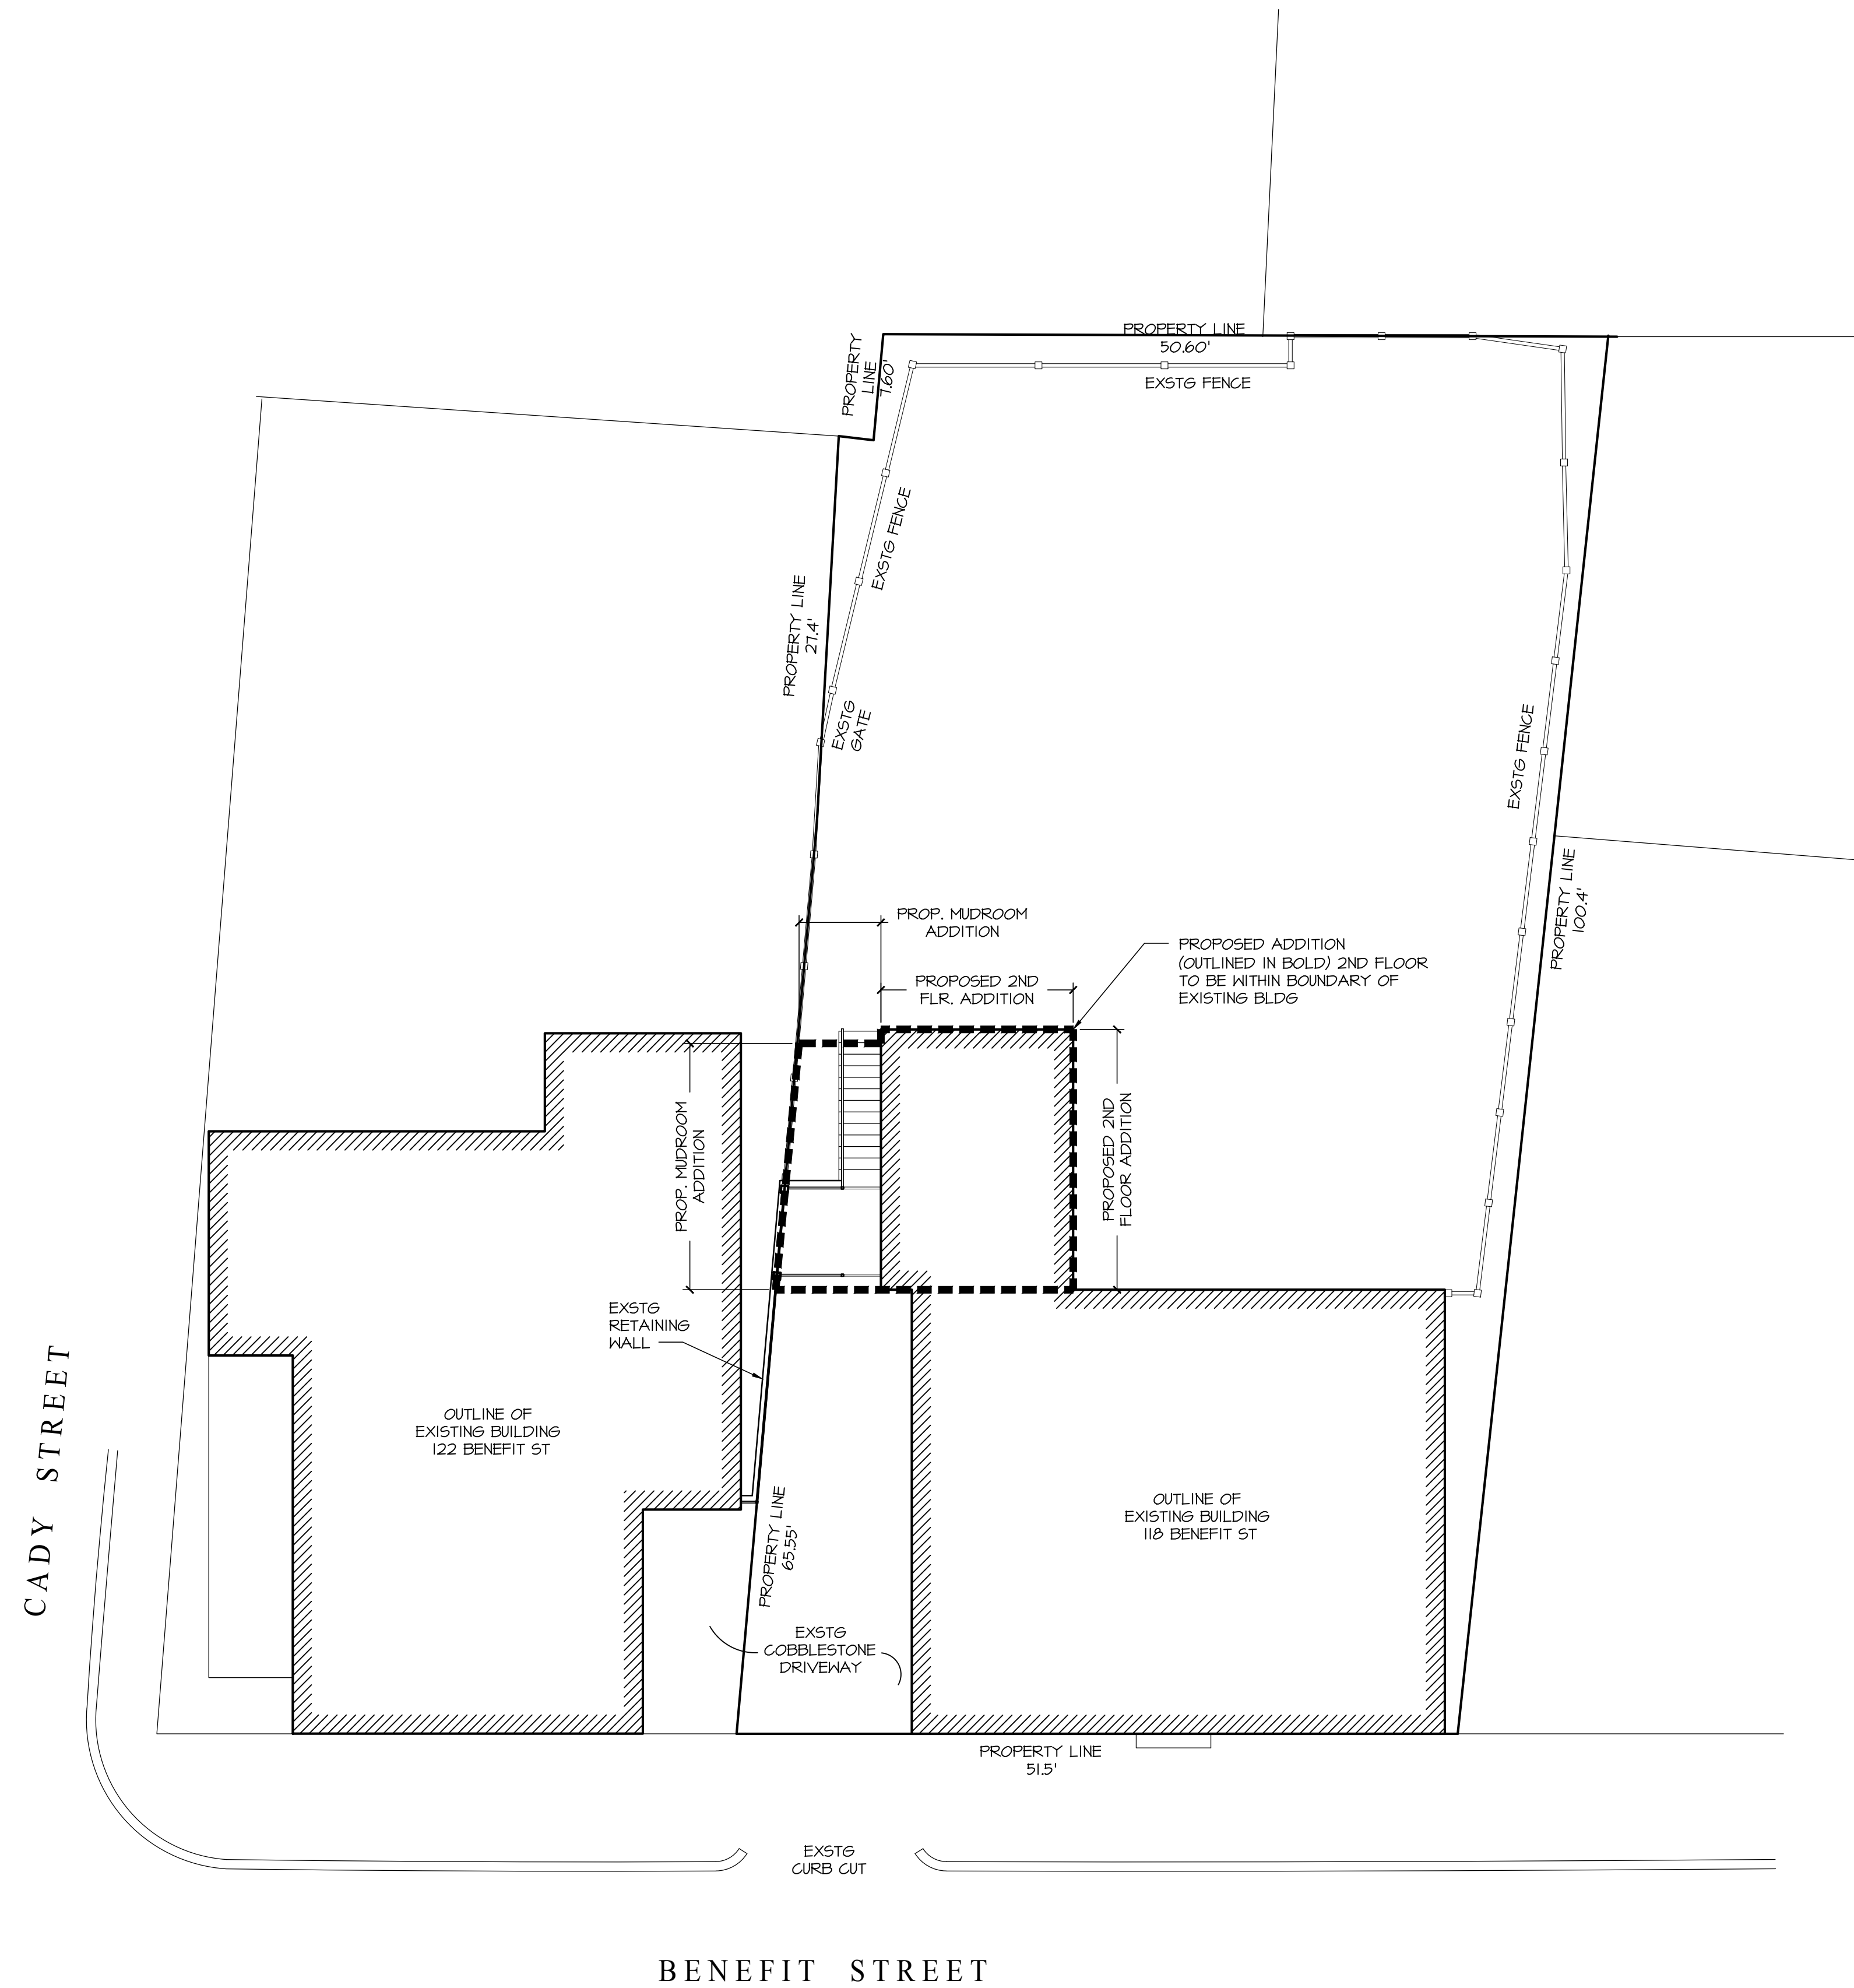 PROPERTY LINE
50.60'
EXSTG FENCE
PROPERTY
LINE
7.60'
EXSTG FENCE
PROPERTY LINE
27.4'
EXSTG
GATE
EXSTG FENCE
PROPERTY LINE
100.4'
PROP. MUDROOM
ADDITION
PROPOSED 2ND
FLR. ADDITION
PROPOSED ADDITION
(OUTLINED IN BOLD) 2ND FLOOR
TO BE WITHIN BOUNDARY OF
EXISTING BLDG
PROP. MUDROOM
ADDITION
PROPOSED 2ND
FLOOR ADDITION
EXSTG
RETAINING
WALL
OUTLINE OF
EXISTING BUILDING
122 BENEFIT ST
OUTLINE OF
EXISTING BUILDING
118 BENEFIT ST
PROPERTY LINE
65.55'
EXSTG
COBBLESTONE
DRIVEWAY
PROPERTY LINE
51.5'
EXSTG
CURB CUT
CADY STREET
BENEFIT STREET